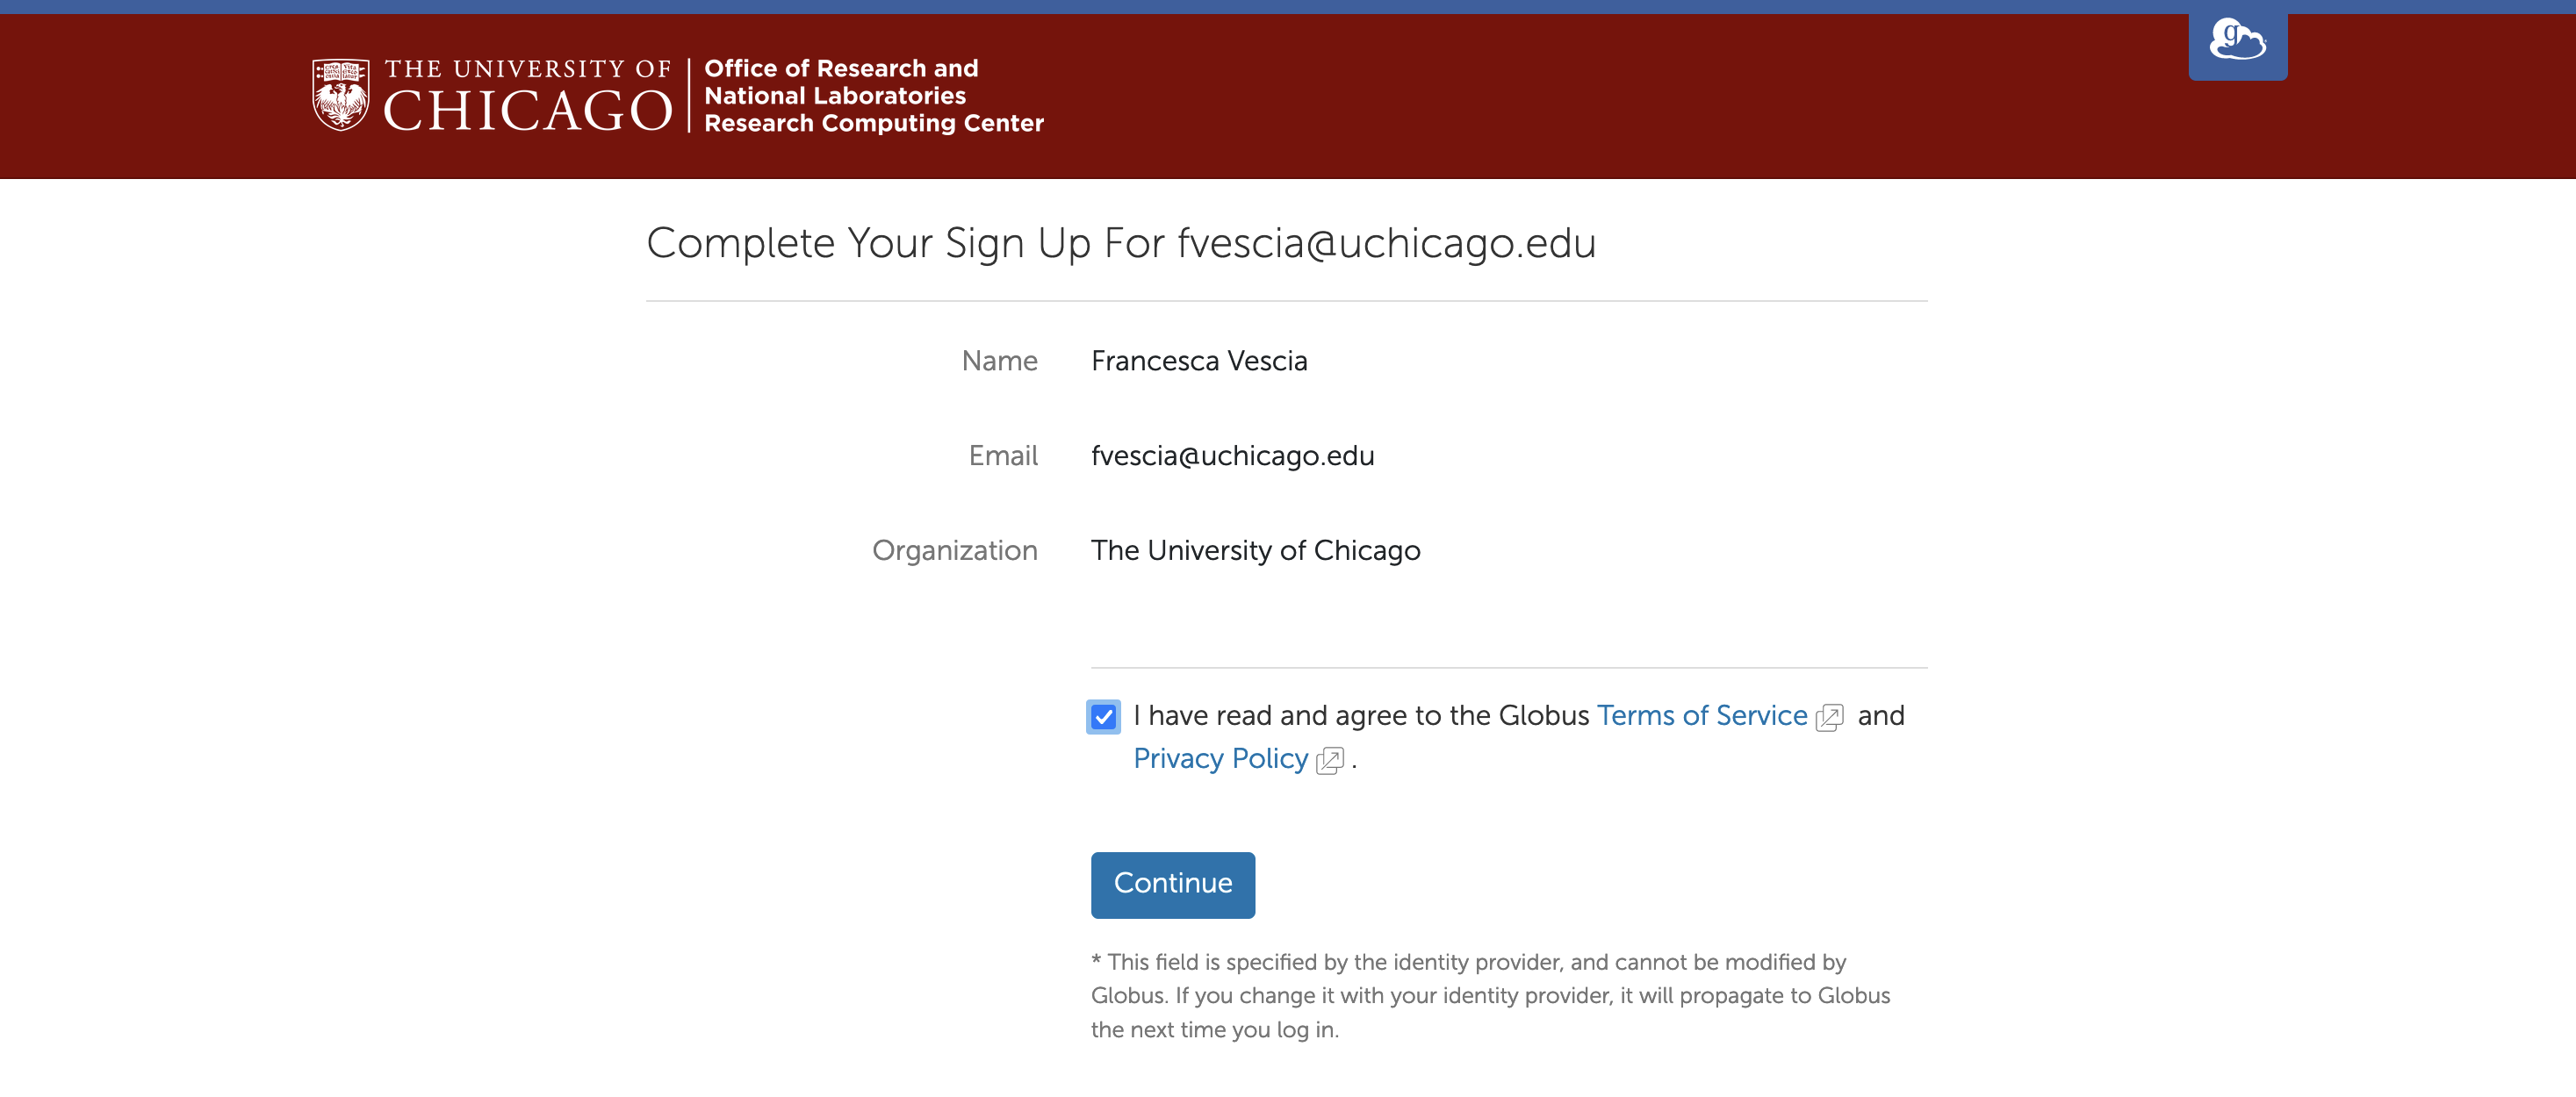 THE UNIVERSITY OF
CHICAGO
Office of Research and
National Laboratories
Research Computing Center
g
Complete Your Sign Up For fvescia@uchicago.edu
Name Francesca Vescia
Email fvescia@uchicago.edu
Organization The University of Chicago
I have read and agree to the Globus Terms of Service and
Privacy Policy .
Continue
* This field is specified by the identity provider, and cannot be modified by
Globus. If you change it with your identity provider, it will propagate to Globus
the next time you log in.